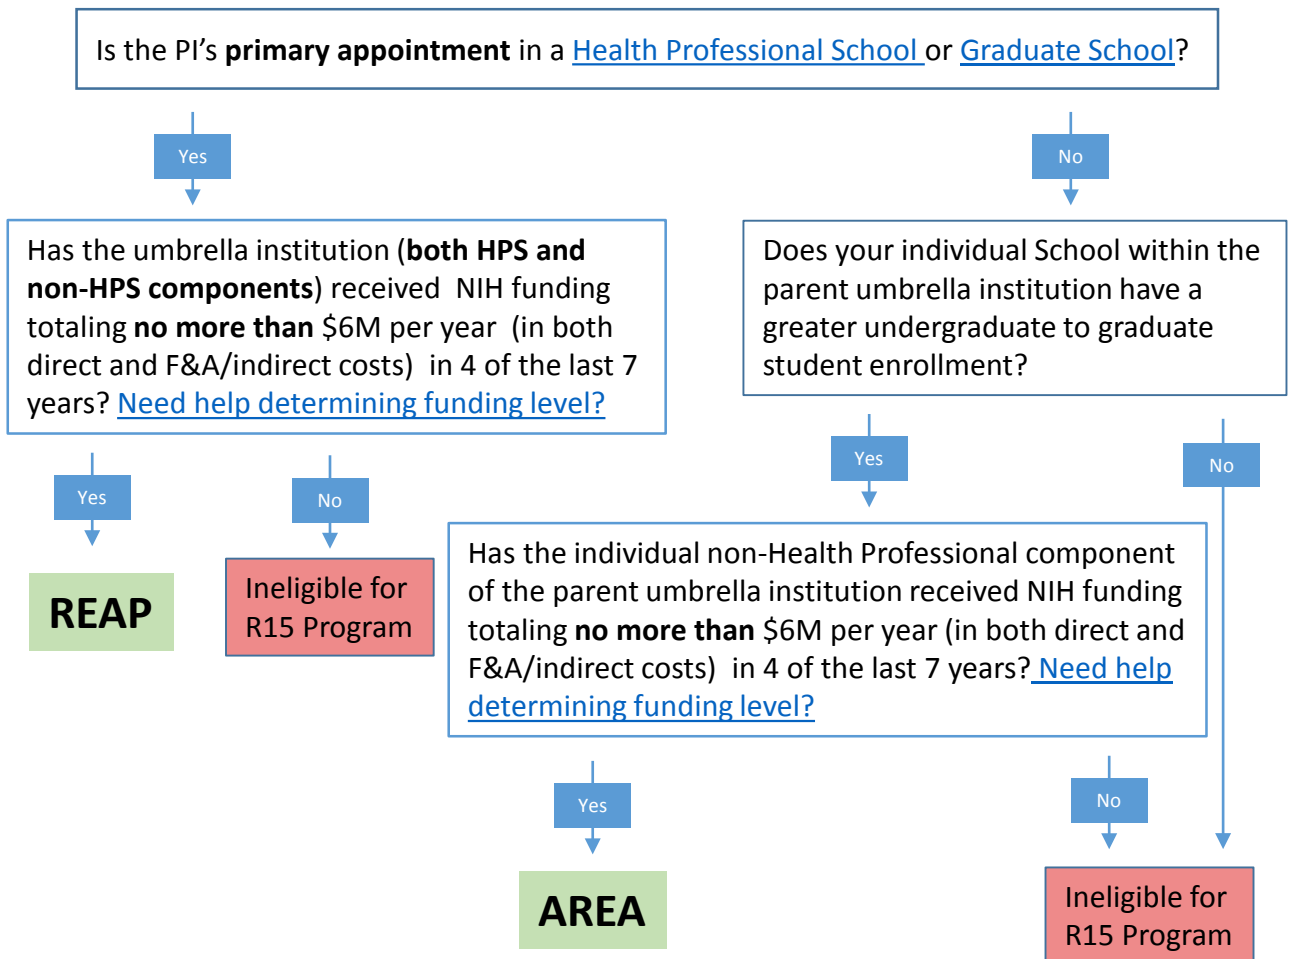 Is the PI's primary appointment in a Health Professional School or Graduate School?
Yes
No
Has the umbrella institution (both HPS and
non-HPS components) received NIH funding
totaling no more than $6M per year (in both
direct and F&A/indirect costs) in 4 of the last 7
years? Need help determining funding level?
Does your individual School within the
parent umbrella institution have a
greater undergraduate to graduate
student enrollment?
Yes
No
Yes
No
REAP
Ineligible for
R15 Program
Has the individual non-Health Professional component
of the parent umbrella institution received NIH funding
totaling no more than $6M per year (in both direct and
F&A/indirect costs) in 4 of the last 7 years? Need help
determining funding level?
Yes
No
AREA
Ineligible for
R15 Program